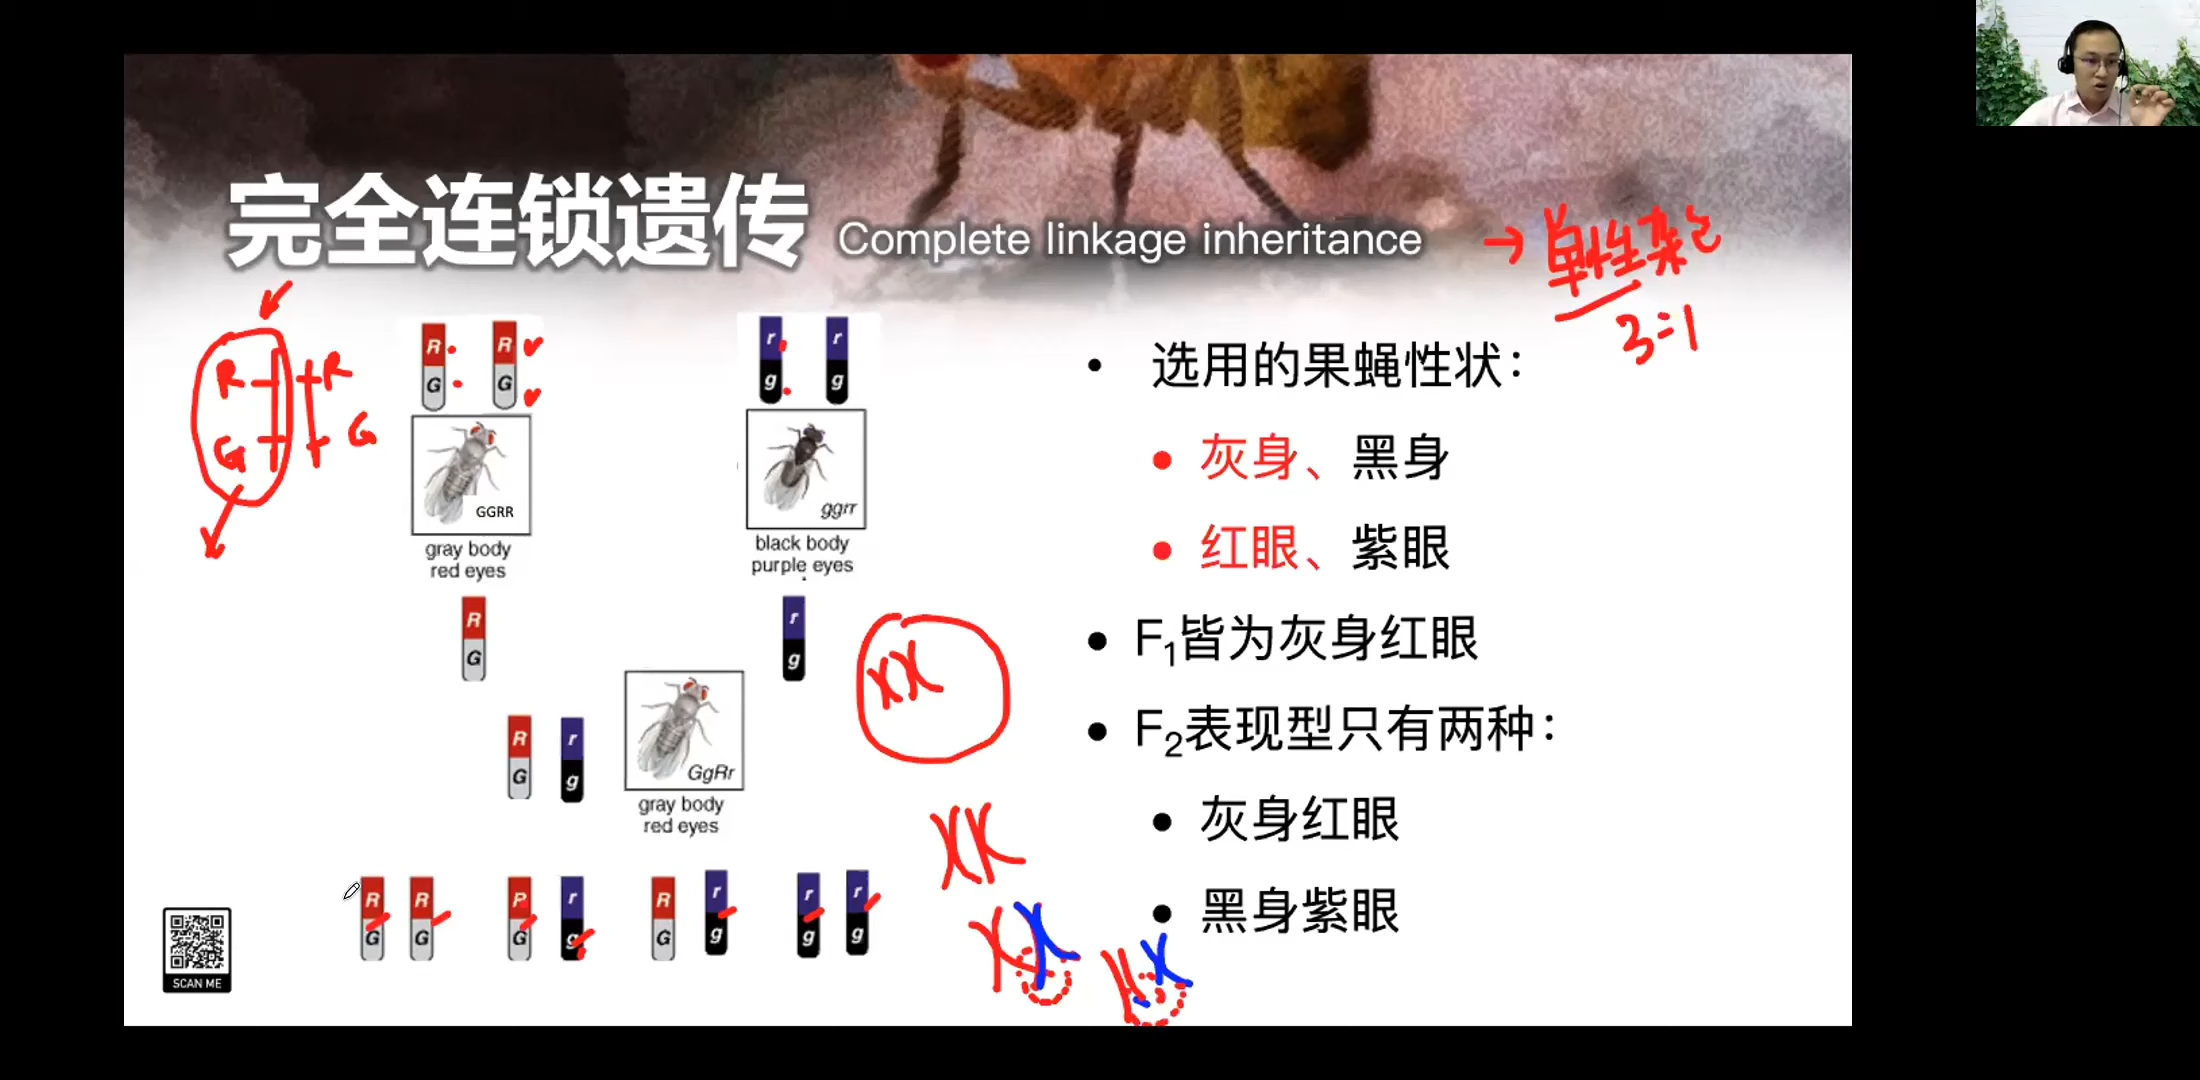 完全连锁遗传 Complete linkage inheritance
→ 单性杂
3:1
R R
G G
R R
G G
GGRR
gray body
red eyes
r r
g g
ggrr
black body
purple eyes
R
G
r
g
R r
G g
GgRr
gray body
red eyes
R R R r R r r r
G G G g G g g g
SCAN ME
• 选用的果蝇性状：
• 灰身、黑身
• 红眼、紫眼
• F₁皆为灰身红眼
• F₂表现型只有两种：
• 灰身红眼
• 黑身紫眼